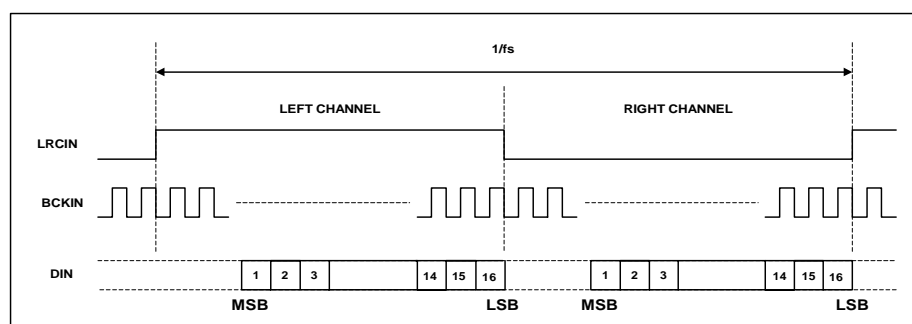 1/fs
LEFT CHANNEL RIGHT CHANNEL
LRCIN
BCKIN
DIN 1 2 3 14 15 16 1 2 3 14 15 16
MSB LSB MSB LSB